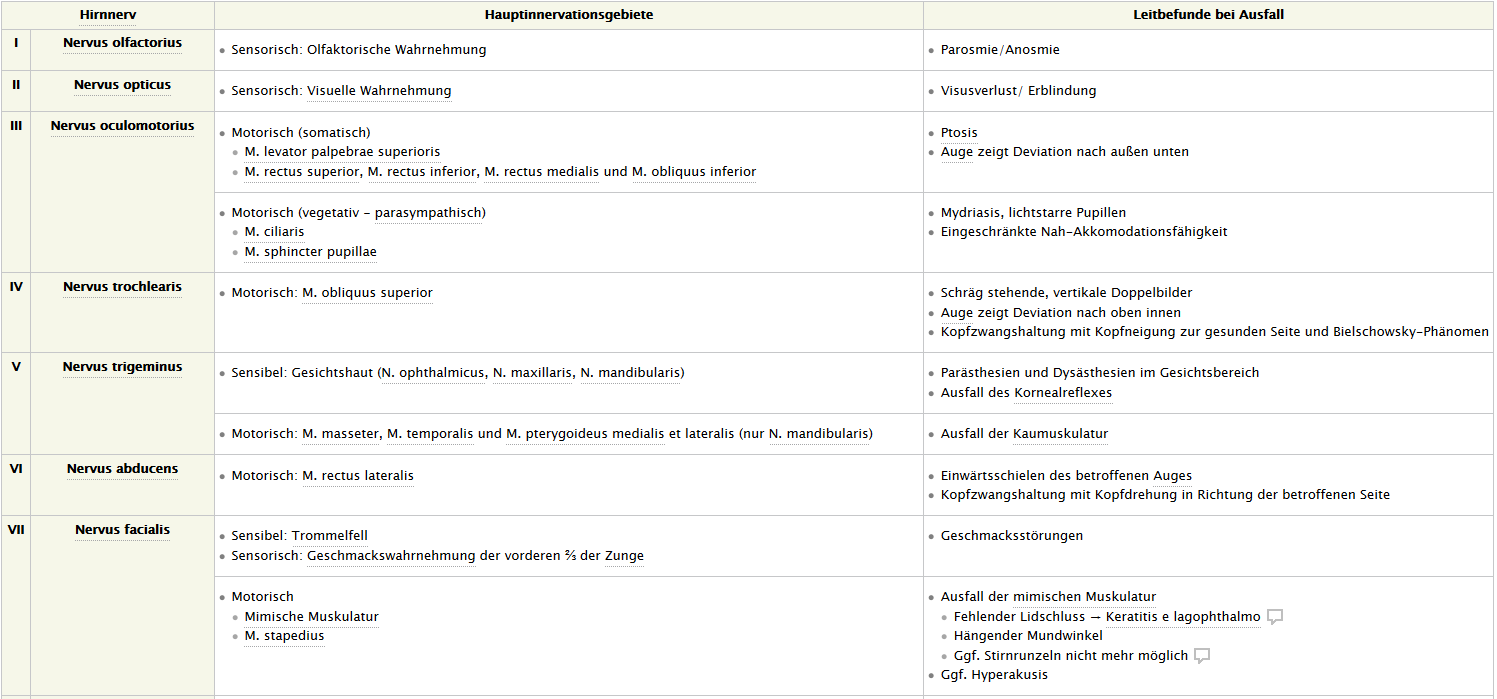 Hirnnerv Hauptinnervationsgebiete Leitbefunde bei Ausfall
I Nervus olfactorius
Sensorisch: Olfaktorische Wahrnehmung
Parosmie/Anosmie
II Nervus opticus
Sensorisch: Visuelle Wahrnehmung
Visusverlust/ Erblindung
III Nervus oculomotorius
Motorisch (somatisch)
M. levator palpebrae superioris
M. rectus superior, M. rectus inferior, M. rectus medialis und M. obliquus inferior
Ptosis
Auge zeigt Deviation nach außen unten
Motorisch (vegetativ – parasympathisch)
M. ciliaris
M. sphincter pupillae
Mydriasis, lichtstarre Pupillen
Eingeschränkte Nah-Akkomodationsfähigkeit
IV Nervus trochlearis
Motorisch: M. obliquus superior
Schräg stehende, vertikale Doppelbilder
Auge zeigt Deviation nach oben innen
Kopfzwangshaltung mit Kopfneigung zur gesunden Seite und Bielschowsky-Phänomen
V Nervus trigeminus
Sensibel: Gesichtshaut (N. ophthalmicus, N. maxillaris, N. mandibularis)
Parästhesien und Dysästhesien im Gesichtsbereich
Ausfall des Kornealreflexes
Motorisch: M. masseter, M. temporalis und M. pterygoideus medialis et lateralis (nur N. mandibularis)
Ausfall der Kaumuskulatur
VI Nervus abducens
Motorisch: M. rectus lateralis
Einwärtsschielen des betroffenen Auges
Kopfzwangshaltung mit Kopfdrehung in Richtung der betroffenen Seite
VII Nervus facialis
Sensibel: Trommelfell
Sensorisch: Geschmackswahrnehmung der vorderen ⅔ der Zunge
Geschmacksstörungen
Motorisch
Mimische Muskulatur
M. stapedius
Ausfall der mimischen Muskulatur
Fehlender Lidschluss → Keratitis e lagophthalmo
Hängender Mundwinkel
Ggf. Stirnrunzeln nicht mehr möglich
Ggf. Hyperakusis